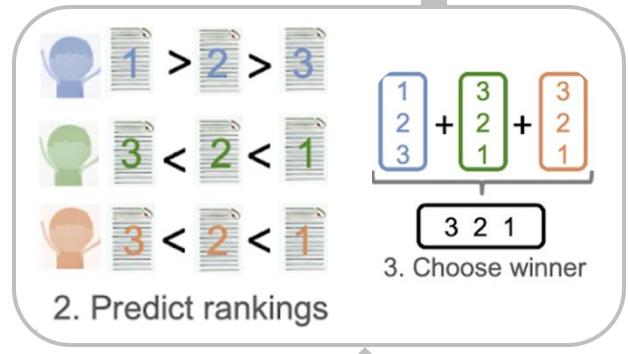 1 > 2 > 3
3 < 2 < 1
3 < 2 < 1
2. Predict rankings
1 3 3
2 + 2 + 2
3 1 1
3 2 1
3. Choose winner